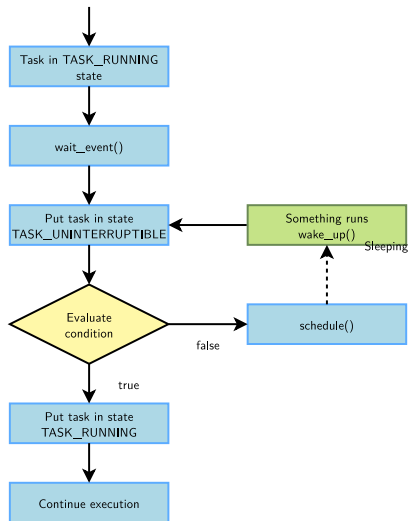 Task in TASK_RUNNING
state
wait_event()
Put task in state
TASK_UNINTERRUPTIBLE
Something runs
wake_up()
Sleeping
Evaluate
condition
schedule()
false
true
Put task in state
TASK_RUNNING
Continue execution